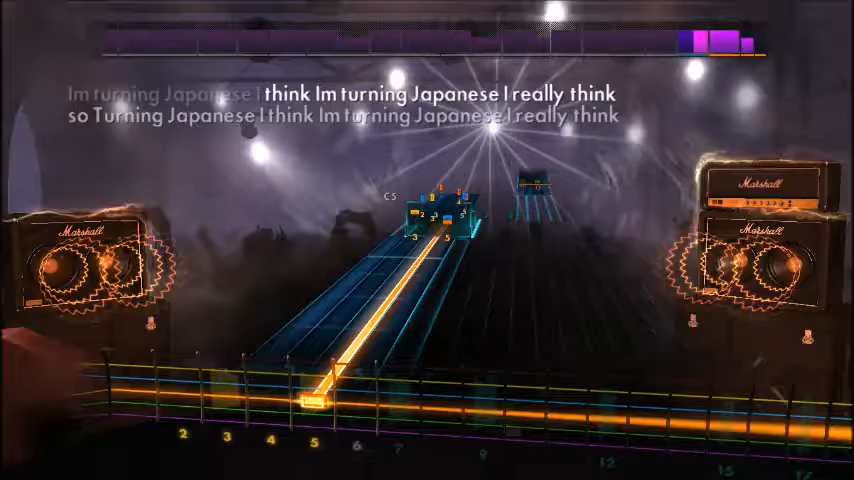 Im turning Japanese I think Im turning Japanese I really think
so Turning Japanese I think Im turning Japanese I really think
C5
Marshall
Marshall
Marshall
2 3 4 5 6 7 9 12 15 17